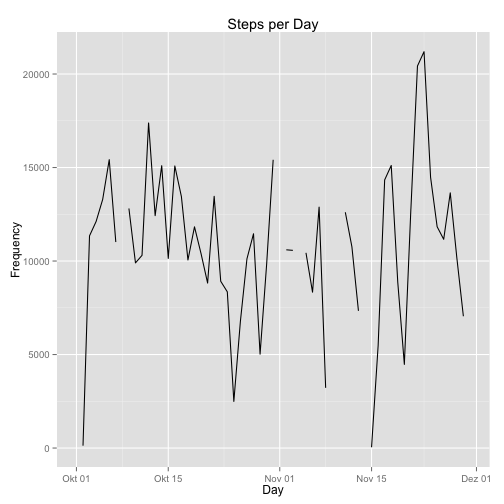 Steps per Day
Frequency
20000
15000
10000
5000
0
Okt 01
Okt 15
Nov 01
Nov 15
Dez 01
Day